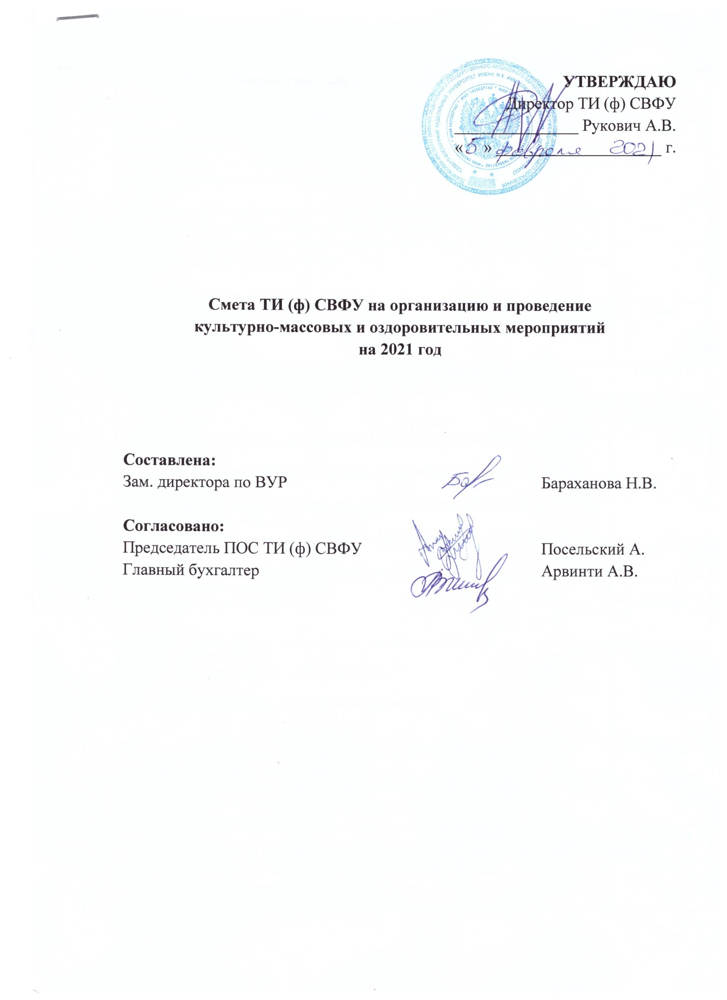 УТВЕРЖДАЮ
Директор ТИ (ф) СВФУ
Рукович А.В.
«5» февраля 2021 г.
Смета ТИ (ф) СВФУ на организацию и проведение
культурно-массовых и оздоровительных мероприятий
на 2021 год
Составлена:
Зам. директора по ВУР Бараханова Н.В.
Согласовано:
Председатель ПОС ТИ (ф) СВФУ Посельский А.
Главный бухгалтер Арвинти А.В.